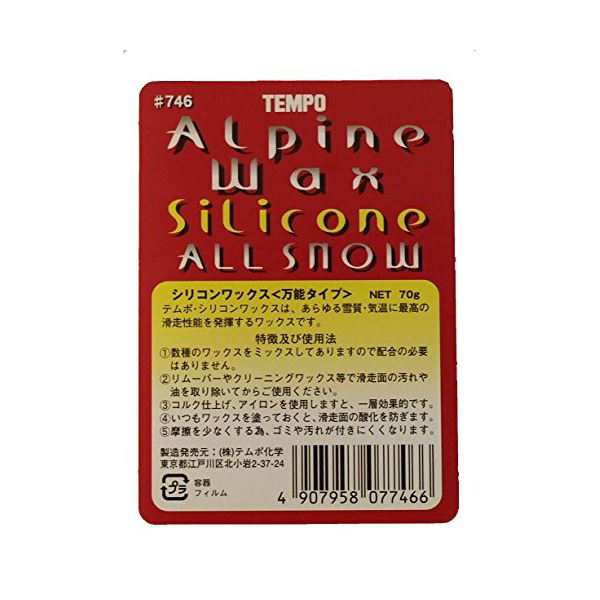 #746 TEMPO
Alpine
Wax
Silicone
ALL SNOW
シリコンワックス<万能タイプ> NET 70g
テムポ・シリコンワックスは、あらゆる雪質・気温に最高の
滑走性能を発揮するワックスです。
特徴及び使用法
①数種のワックスをミックスしてありますので配合の必要
はありません。
②リムーバーやクリーニングワックス等で滑走面の汚れや
油を取り除いてからご使用ください。
③コルク仕上げ、アイロンを使用しますと、一層効果的です。
④いつもワックスを塗っておくと、滑走面の酸化を防ぎます。
⑤摩擦を少なくする為、ゴミや汚れが付きにくくなります。
製造発売元:(株)テムポ化学
東京都江戸川区北小岩2-37-24
プラ
容器
フィルム
4 907958 077466